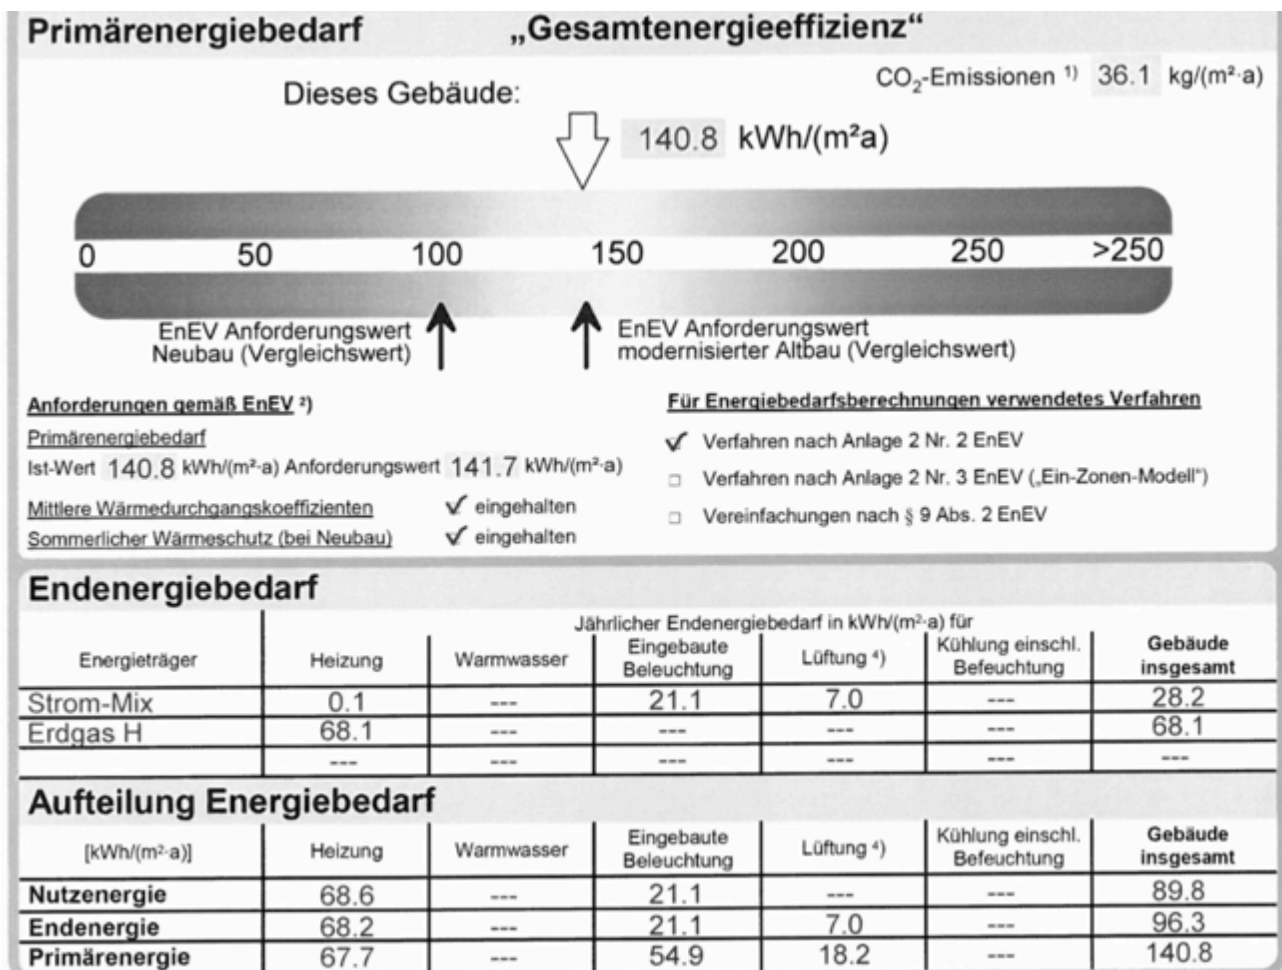 Primärenergiebedarf „Gesamtenergieeffizienz“
CO₂-Emissionen ¹⁾ 36.1 kg/(m²·a)
Dieses Gebäude:
140.8 kWh/(m²a)
0 50 100 150 200 250 >250
EnEV Anforderungswert
Neubau (Vergleichswert)
EnEV Anforderungswert
modernisierter Altbau (Vergleichswert)
Anforderungen gemäß EnEV ²⁾
Primärenergiebedarf
Ist-Wert 140.8 kWh/(m²·a) Anforderungswert 141.7 kWh/(m²·a)
Mittlere Wärmedurchgangskoeffizienten ✓ eingehalten
Sommerlicher Wärmeschutz (bei Neubau) ✓ eingehalten
Für Energiebedarfsberechnungen verwendetes Verfahren
✓ Verfahren nach Anlage 2 Nr. 2 EnEV
□ Verfahren nach Anlage 2 Nr. 3 EnEV („Ein-Zonen-Modell“)
□ Vereinfachungen nach § 9 Abs. 2 EnEV
Endenergiebedarf
Jährlicher Endenergiebedarf in kWh/(m²·a) für
Energieträger Heizung Warmwasser Eingebaute Beleuchtung Lüftung ⁴⁾ Kühlung einschl. Befeuchtung Gebäude insgesamt
Strom-Mix 0.1 --- 21.1 7.0 --- 28.2
Erdgas H 68.1 --- --- --- --- 68.1
--- --- --- --- --- ---
Aufteilung Energiebedarf
[kWh/(m²·a)] Heizung Warmwasser Eingebaute Beleuchtung Lüftung ⁴⁾ Kühlung einschl. Befeuchtung Gebäude insgesamt
Nutzenergie 68.6 --- 21.1 --- --- 89.8
Endenergie 68.2 --- 21.1 7.0 --- 96.3
Primärenergie 67.7 --- 54.9 18.2 --- 140.8